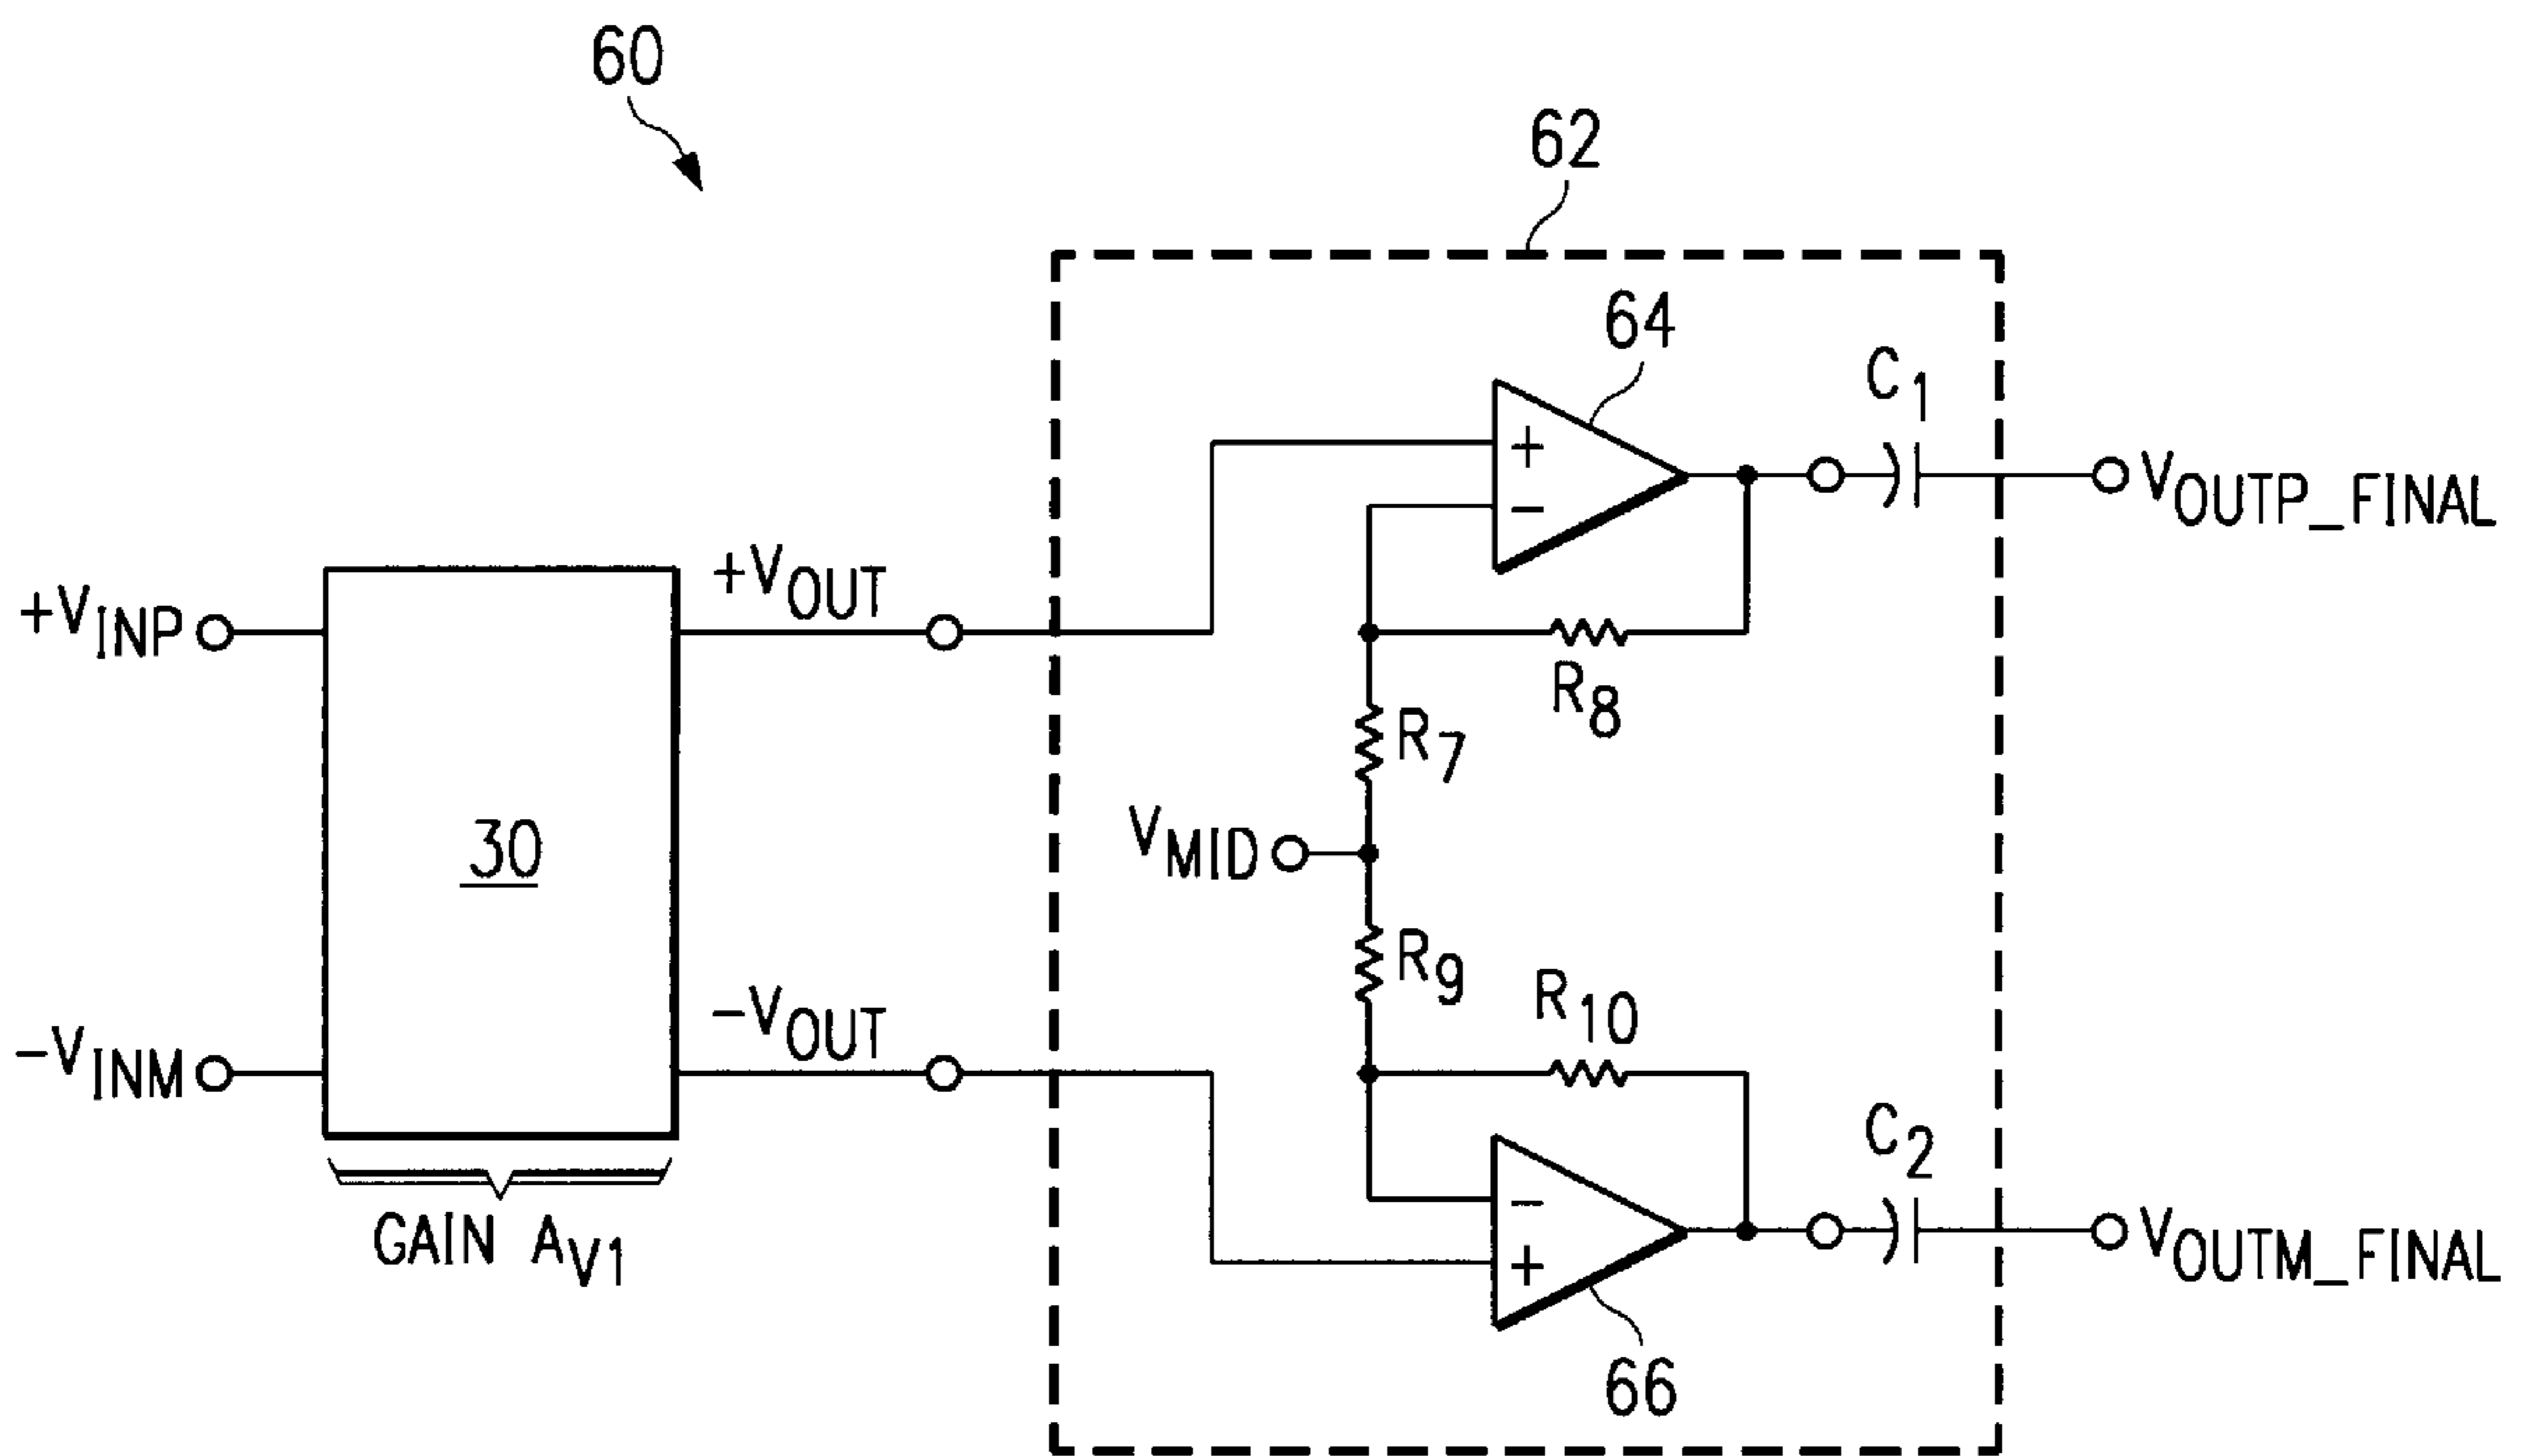 60
62
64
C1
VOUTP_FINAL
+
−
+VINP
+VOUT
R8
R7
30
VMID
R9
R10
−VINM
−VOUT
C2
−
+
VOUTM_FINAL
GAIN AV1
66